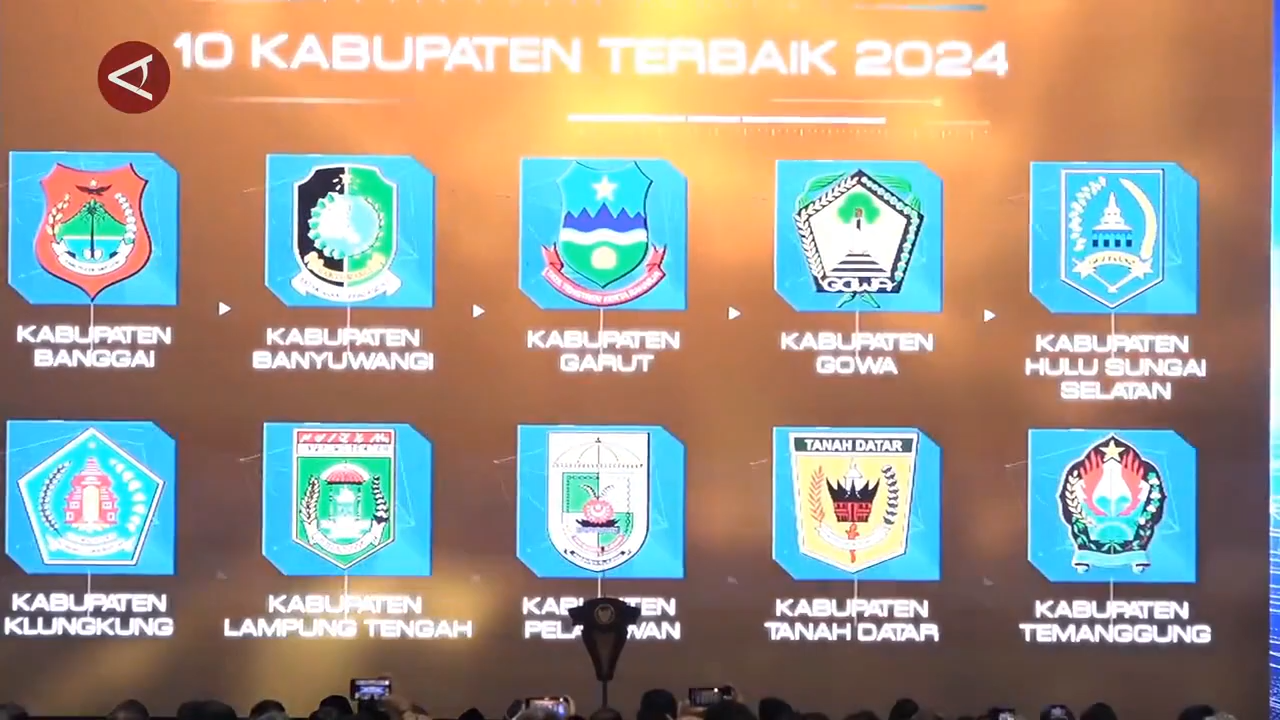 10 KABUPATEN TERBAIK 2024
KABUPATEN
BANGGAI
KABUPATEN
BANYUWANGI
KABUPATEN
GARUT
GOWA
KABUPATEN
GOWA
KABUPATEN
HULU SUNGAI
SELATAN
KABUPATEN
KLUNGKUNG
KABUPATEN
LAMPUNG TENGAH
TANAH DATAR
KABUPATEN
TANAH DATAR
KABUPATEN
TEMANGGUNG